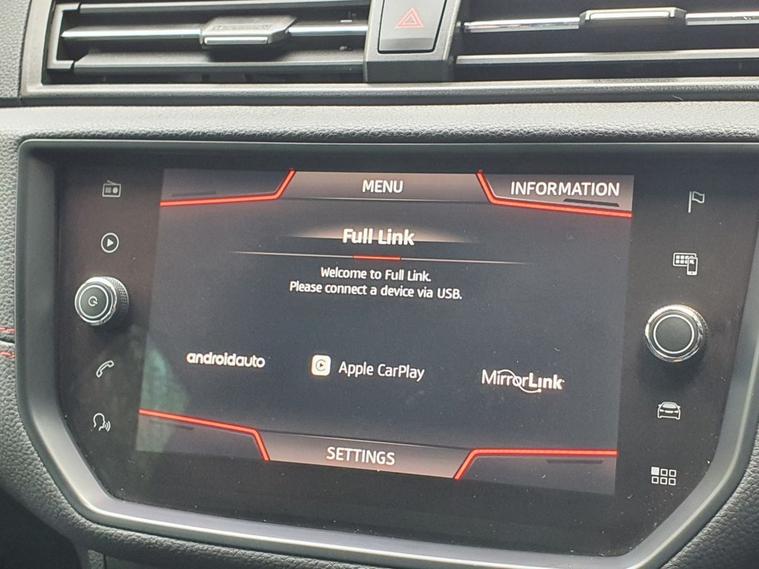 MENU
INFORMATION
Full Link
Welcome to Full Link.
Please connect a device via USB.
androidauto
Apple CarPlay
MirrorLink
SETTINGS